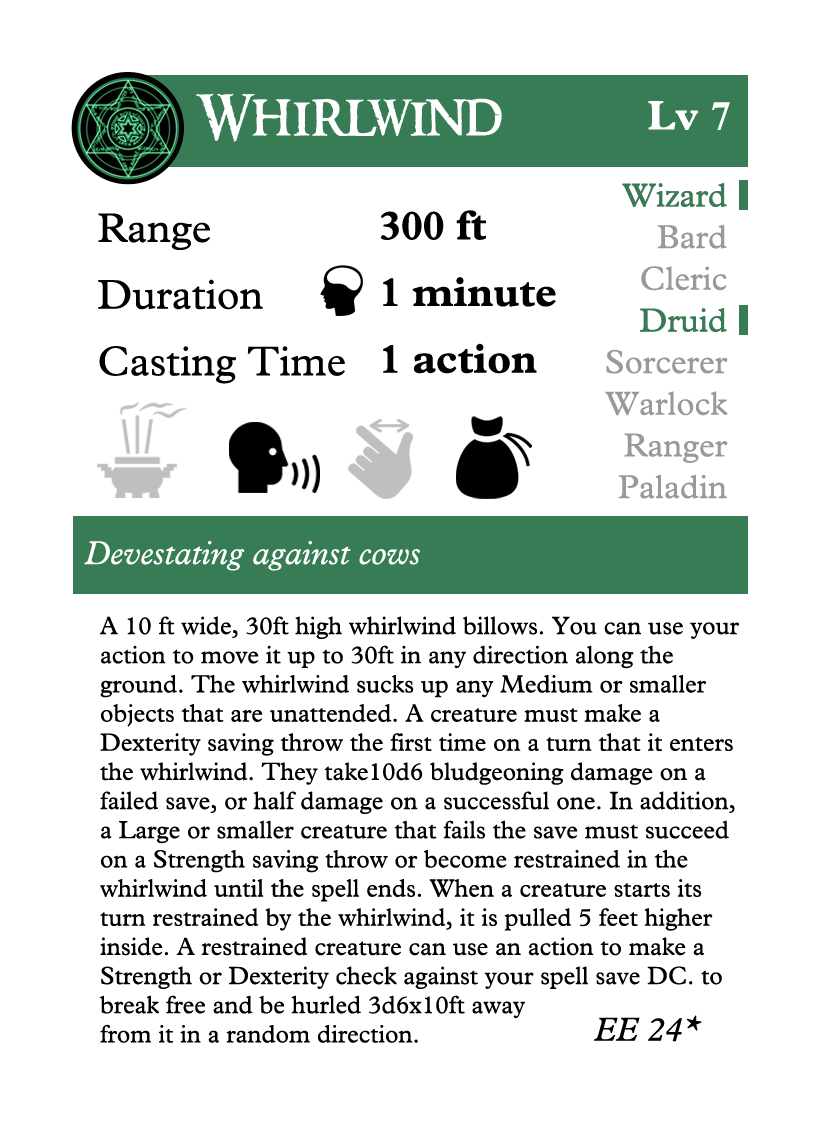 Whirlwind
Lv 7
Range 300 ft
Duration 1 minute
Casting Time 1 action
Wizard
Bard
Cleric
Druid
Sorcerer
Warlock
Ranger
Paladin
Devestating against cows
A 10 ft wide, 30ft high whirlwind billows. You can use your
action to move it up to 30ft in any direction along the
ground. The whirlwind sucks up any Medium or smaller
objects that are unattended. A creature must make a
Dexterity saving throw the first time on a turn that it enters
the whirlwind. They take10d6 bludgeoning damage on a
failed save, or half damage on a successful one. In addition,
a Large or smaller creature that fails the save must succeed
on a Strength saving throw or become restrained in the
whirlwind until the spell ends. When a creature starts its
turn restrained by the whirlwind, it is pulled 5 feet higher
inside. A restrained creature can use an action to make a
Strength or Dexterity check against your spell save DC. to
break free and be hurled 3d6x10ft away
from it in a random direction.
EE 24*